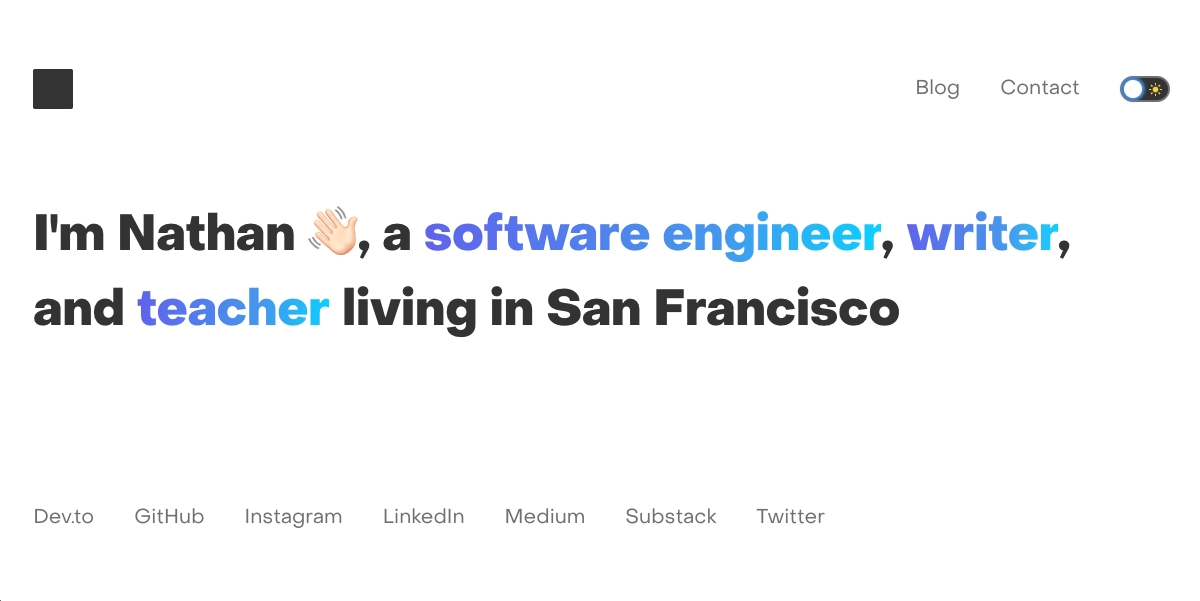 Blog Contact
I'm Nathan 👋🏻, a software engineer, writer,
and teacher living in San Francisco
Dev.to GitHub Instagram LinkedIn Medium Substack Twitter